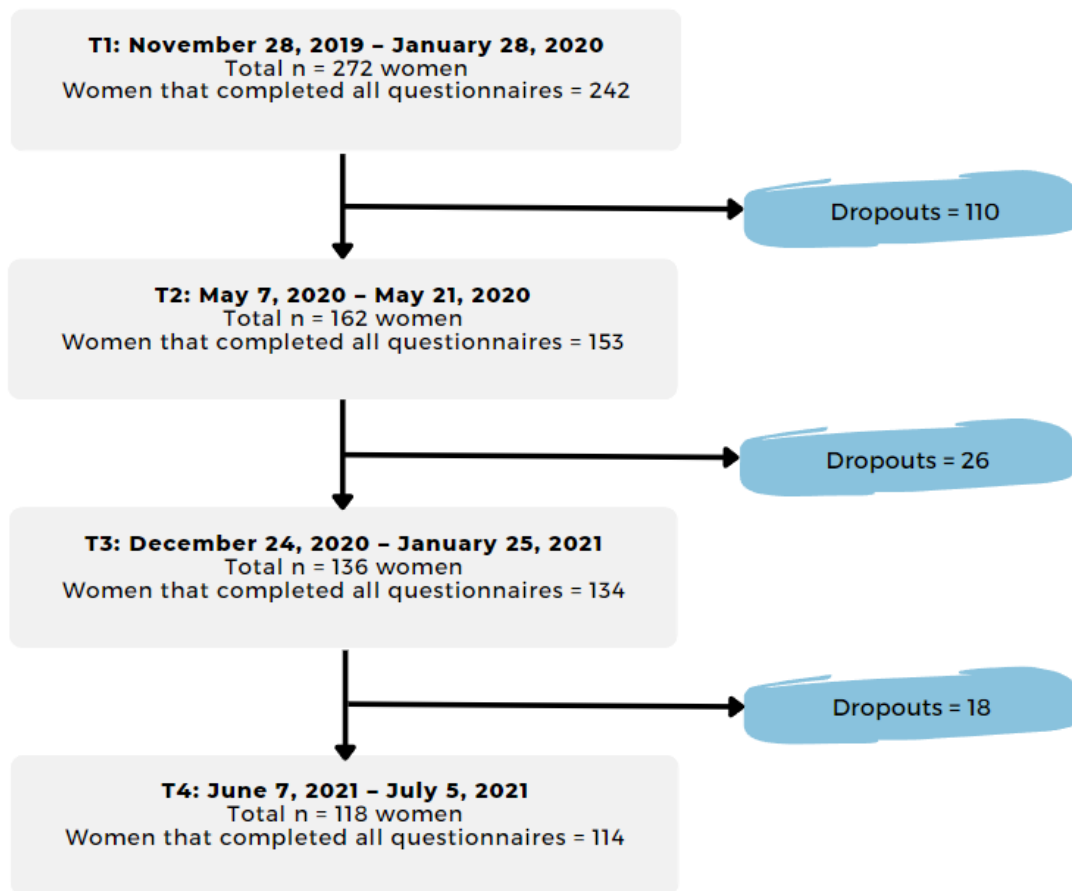 T1: November 28, 2019 – January 28, 2020
Total n = 272 women
Women that completed all questionnaires = 242
Dropouts = 110
T2: May 7, 2020 – May 21, 2020
Total n = 162 women
Women that completed all questionnaires = 153
Dropouts = 26
T3: December 24, 2020 – January 25, 2021
Total n = 136 women
Women that completed all questionnaires = 134
Dropouts = 18
T4: June 7, 2021 – July 5, 2021
Total n = 118 women
Women that completed all questionnaires = 114